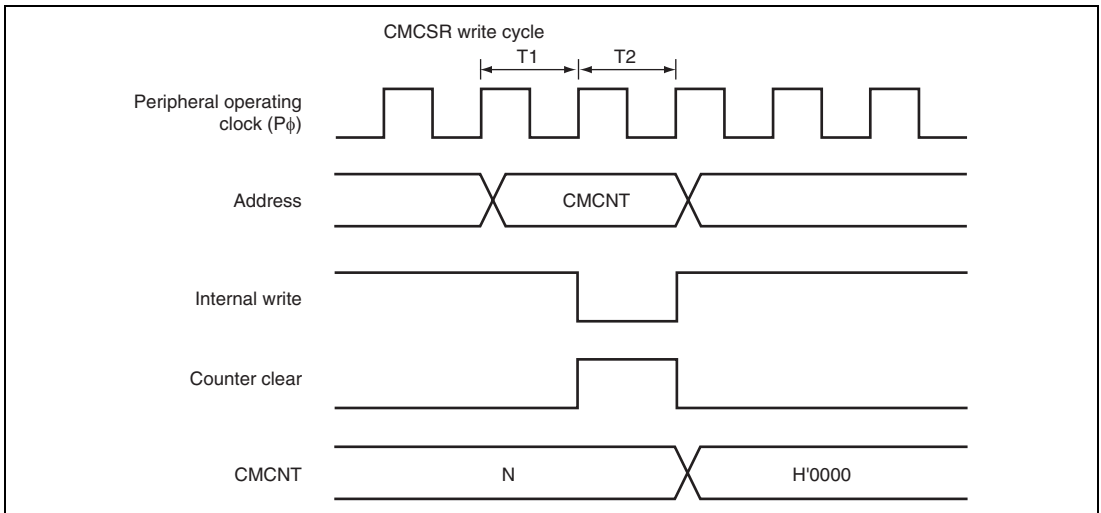 CMCSR write cycle
T1
T2
Peripheral operating
clock (Pϕ)
Address
CMCNT
Internal write
Counter clear
CMCNT
N
H'0000